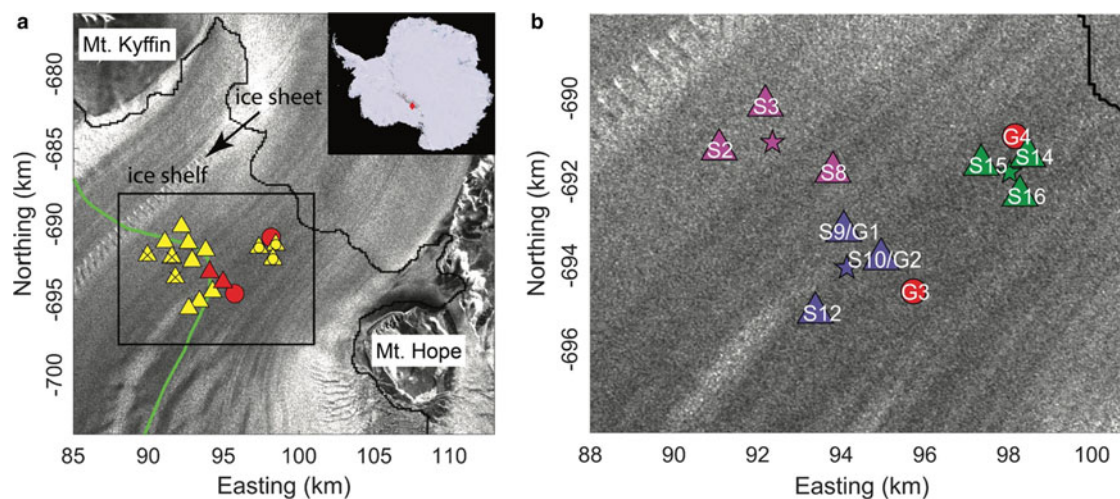 a
Mt. Kyffin
ice sheet
ice shelf
Mt. Hope
Northing (km)
-680
-685
-690
-695
-700
85 90 95 100 105 110
Easting (km)
b
S3
S2
S8
G4
S15
S14
S16
S9/G1
S10/G2
G3
S12
Northing (km)
-690
-692
-694
-696
88 90 92 94 96 98 100
Easting (km)